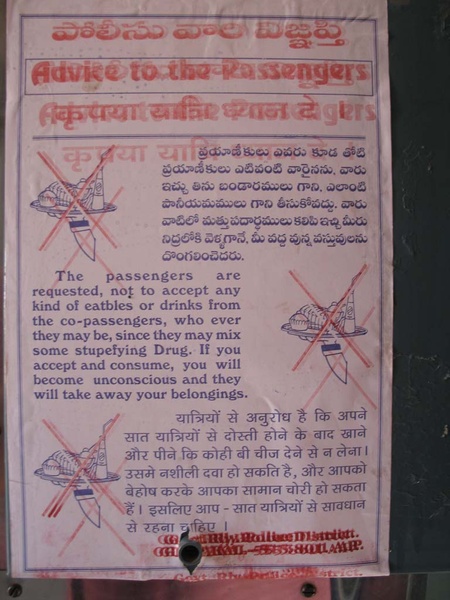 పోలీసు వారి విజ్ఞప్తి
Advice to the Passengers
कृपया यात्रि ध्यान दे
ప్రయాణీకులు ఎవరు కూడ తోటి
ప్రయాణీకులు ఎటివంటి వారైనను, వారు
ఇచ్చు తిను బండారములు గాని, ఎలాంటి
పానీయమములు గాని తీసుకోవద్దు. వారు
వాటిలో మత్తుపదార్థములు కలిపి ఇచ్చి మీరు
నిద్రలోకి వెళ్ళగానే, మీ వద్ద వున్న వస్తువులను
దొంగలించెదరు.
The passengers are
requested, not to accept any
kind of eatbles or drinks from
the co-passengers, who ever
they may be, since they may mix
some stupefying Drug. If you
accept and consume, you will
become unconscious and they
will take away your belongings.
यात्रियों से अनुरोध है कि अपने
सात यात्रियों से दोस्ती होने के बाद खाने
और पीने कि कोही बी चीज देने से न लेना।
उसमे नशीली दवा हो सकति है, और आपको
बेहोष करके आपका सामान चोरी हो सकता
हैं। इसलिए आप - सात यात्रियों से सावधान
से रहना चहिए ।